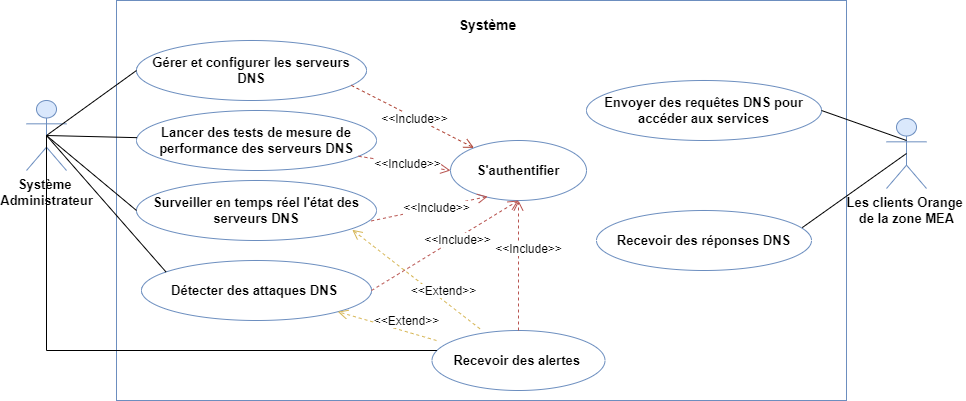 Système
Gérer et configurer les serveurs
DNS
<<Include>>
Envoyer des requêtes DNS pour
accéder aux services
Lancer des tests de mesure de
performance des serveurs DNS
<<Include>>
S'authentifier
Système
Administrateur
Les clients Orange
de la zone MEA
Surveiller en temps réel l'état des
serveurs DNS
<<Include>>
<<Include>>
<<Include>>
Recevoir des réponses DNS
Détecter des attaques DNS
<<Extend>>
<<Extend>>
Recevoir des alertes